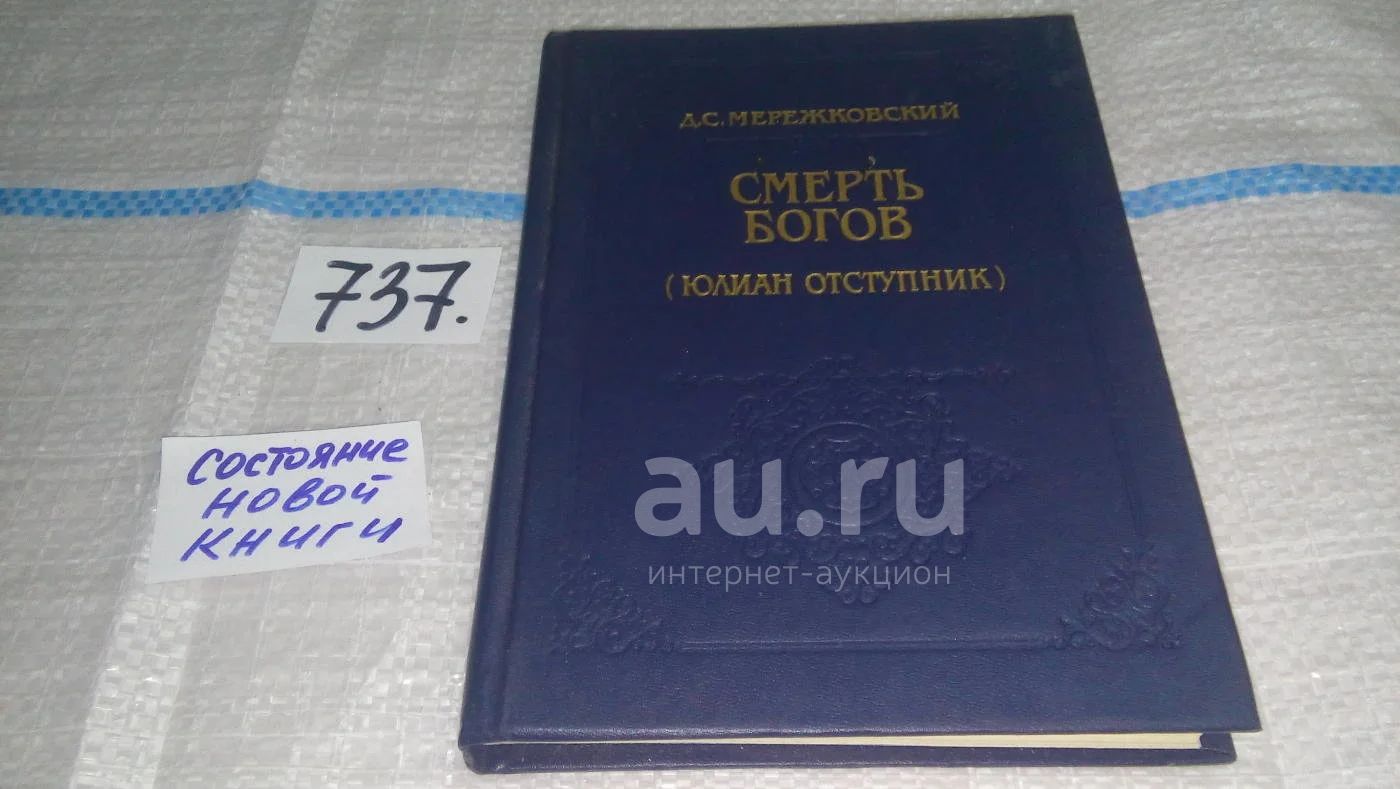 Д.С.МЕРЕЖКОВСКИЙ
СМЕРТЬ
БОГОВ
(ЮЛИАН ОТСТУПНИК)
737.
СОСТОЯНИЕ
НОВОЙ
КНИГИ
au.ru
интернет-аукцион